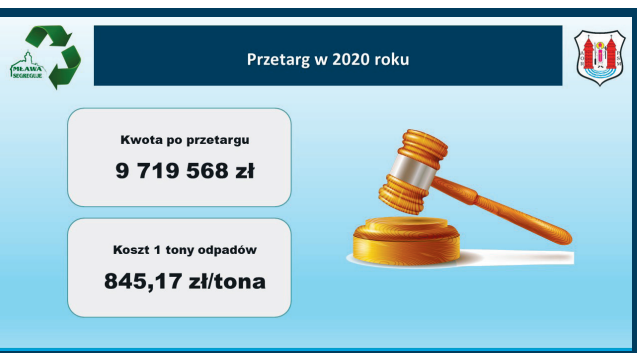 Przetarg w 2020 roku
MŁAWA
SEGREGUJE
Kwota po przetargu
9 719 568 zł
Koszt 1 tony odpadów
845,17 zł/tona